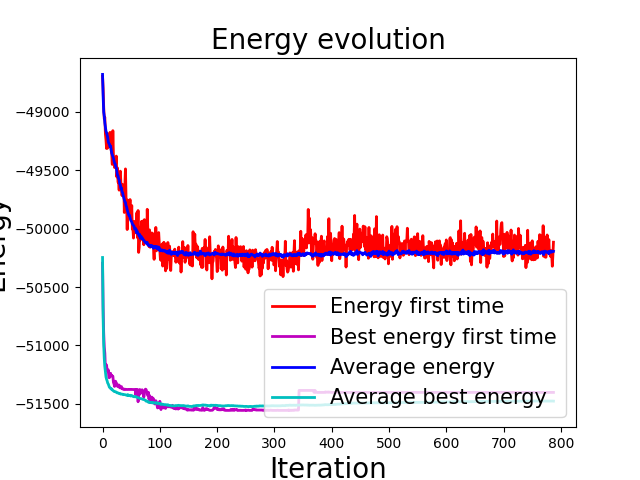 Energy evolution
Energy
−49000
−49500
−50000
−50500
−51000
−51500
0 100 200 300 400 500 600 700 800
Iteration
Energy first time
Best energy first time
Average energy
Average best energy